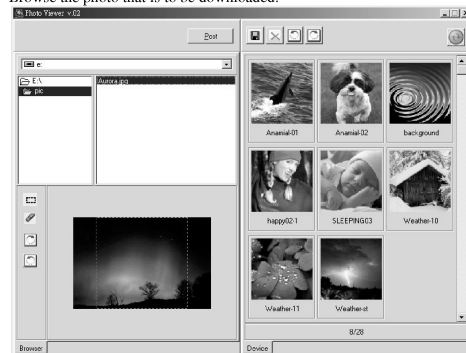 Browse the photo that is to be downloaded.
Photo Viewer v.02
Post
e:
E:\
pic
Aurora.jpg
Anamial-01
Anamial-02
background
happy02-1
SLEEPING03
Weather-10
Weather-11
Weather-st
8/28
Browser
Device